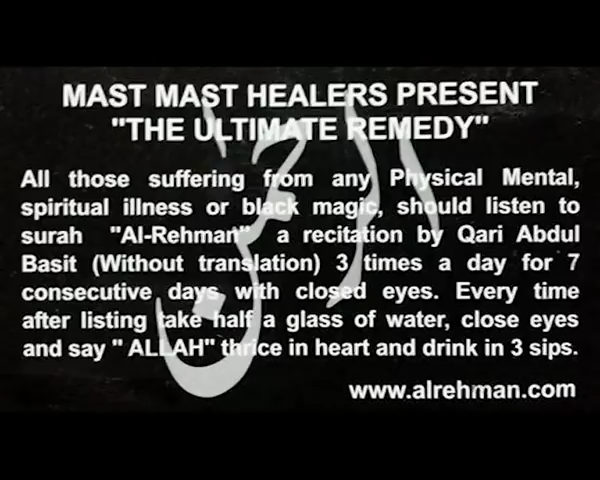 MAST MAST HEALERS PRESENT
"THE ULTIMATE REMEDY"
الرحمن
All those suffering from any Physical Mental,
spiritual illness or black magic, should listen to
surah "Al-Rehman" a recitation by Qari Abdul
Basit (Without translation) 3 times a day for 7
consecutive days with closed eyes. Every time
after listing take half a glass of water, close eyes
and say " ALLAH" thrice in heart and drink in 3 sips.
www.alrehman.com